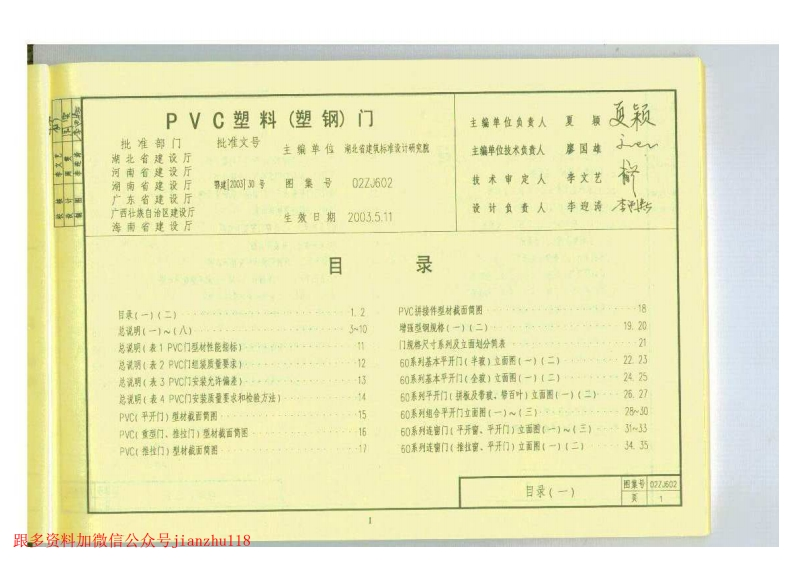 PVC塑料(塑钢)门
批准部门 批准文号
湖北省建设厅
河南省建设厅
湖南省建设厅 鄂建[2003]30号
广东省建设厅
广西壮族自治区建设厅
海南省建设厅
主编单位 湖北省建筑标准设计研究院
图集号 02ZJ602
生效日期 2003.5.11
主编单位负责人 夏颖 夏颖
主编单位技术负责人 廖国雄
技术审定人 李文艺
设计负责人 李迎涛
目录
目录(一)(二) 1.2
总说明(一)~(八) 3~10
总说明(表1 PVC门型材性能指标) 11
总说明(表2 PVC门组装质量要求) 12
总说明(表3 PVC门安装允许偏差) 13
总说明(表4 PVC门安装质量要求和检验方法) 14
PVC(平开门)型材截面简图 15
PVC(重型门、推拉门)型材截面简图 16
PVC(推拉门)型材截面简图 17
PVC拼接件型材截面简图 18
增强型钢规格(一)(二) 19.20
门规格尺寸系列及立面划分简表 21
60系列基本平开门(半玻)立面图(一)(二) 22.23
60系列基本平开门(全玻)立面图(一)(二) 24.25
60系列平开门(拼板及带玻、带百叶)立面图(一)(二) 26.27
60系列组合平开门立面图(一)~(三) 28~30
60系列连窗门(平开窗、平开门)立面图(一)~(三) 31~33
60系列连窗门(推拉窗、平开门)立面图(一)(二) 34.35
目录(一)
图集号 02ZJ602
页 1
1
跟多资料加微信公众号jianzhu118